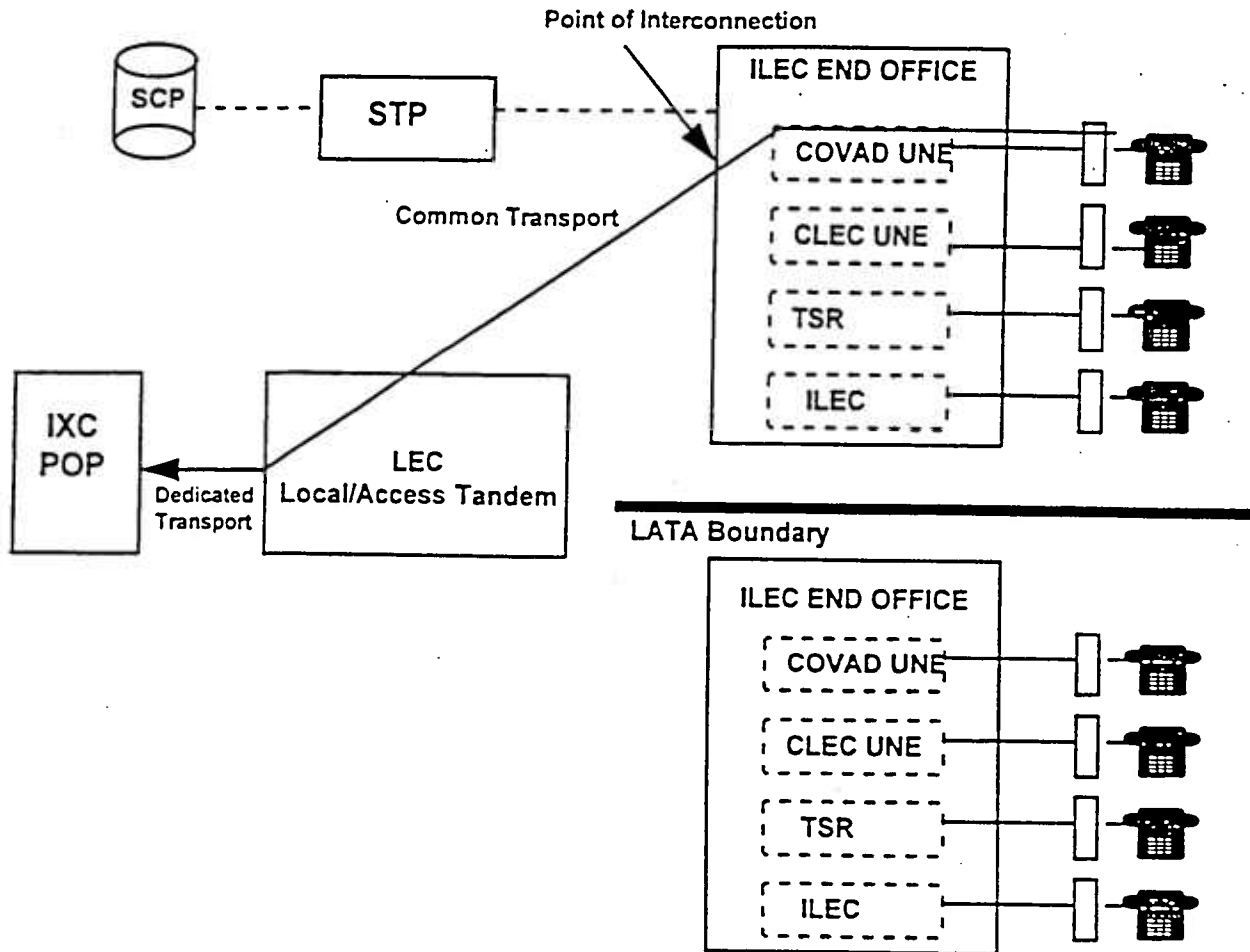 Point of Interconnection
ILEC END OFFICE
SCP
STP
COVAD UNE
Common Transport
CLEC UNE
TSR
ILEC
IXC
POP
LEC
Local/Access Tandem
Dedicated
Transport
LATA Boundary
ILEC END OFFICE
COVAD UNE
CLEC UNE
TSR
ILEC